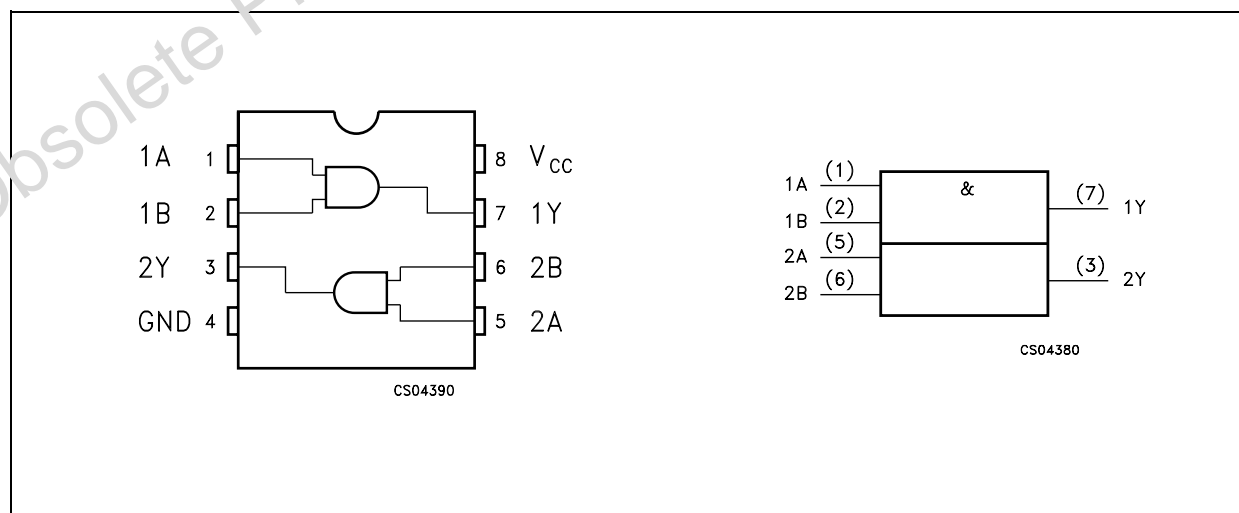 Obsolete P
1A 1
1B 2
2Y 3
GND 4
8 VCC
7 1Y
6 2B
5 2A
CS04390
1A (1)
1B (2)
2A (5)
2B (6)
&
(7) 1Y
(3) 2Y
CS04380